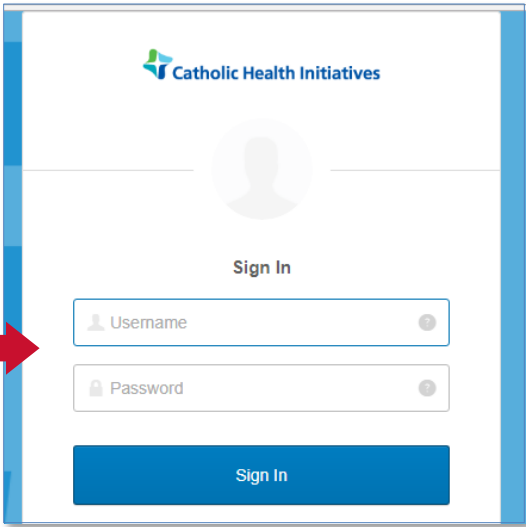 Catholic Health Initiatives
Sign In
Username
?
Password
?
Sign In